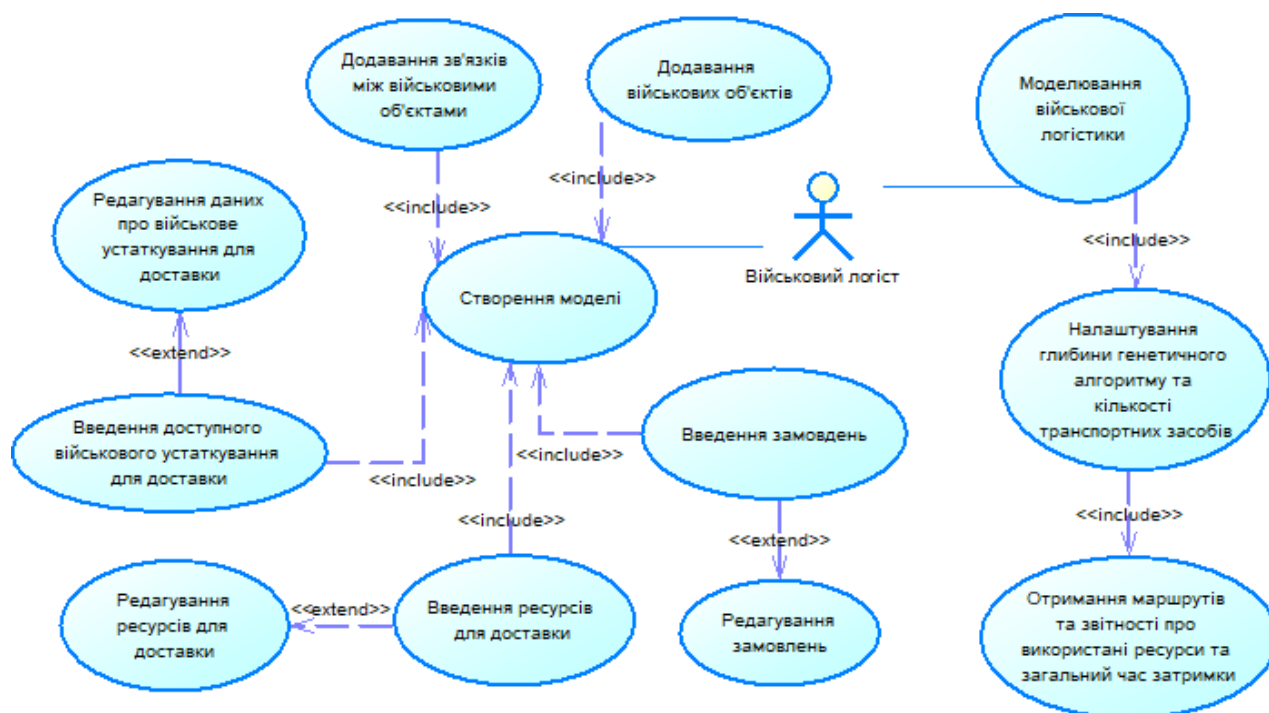 Додавання зв'язків
між військовими
об'єктами
Додавання
військових об'єктів
Моделювання
військової
логістики
<<include>>
<<include>>
Редагування даних
про військове
устаткування для
доставки
<<include>>
Військовий логіст
Створення моделі
<<extend>>
Налаштування
глибини генетичного
алгоритму та
кількості
транспортних засобів
Введення доступного
військового устаткування
для доставки
<<include>>
Введення замовдень
<<include>>
<<include>>
<<include>>
<<extend>>
Редагування
ресурсів для
доставки
<<extend>>
Введення ресурсів
для доставки
Редагування
замовлень
Отримання маршрутів
та звітності про
використані ресурси та
загальний час затримки